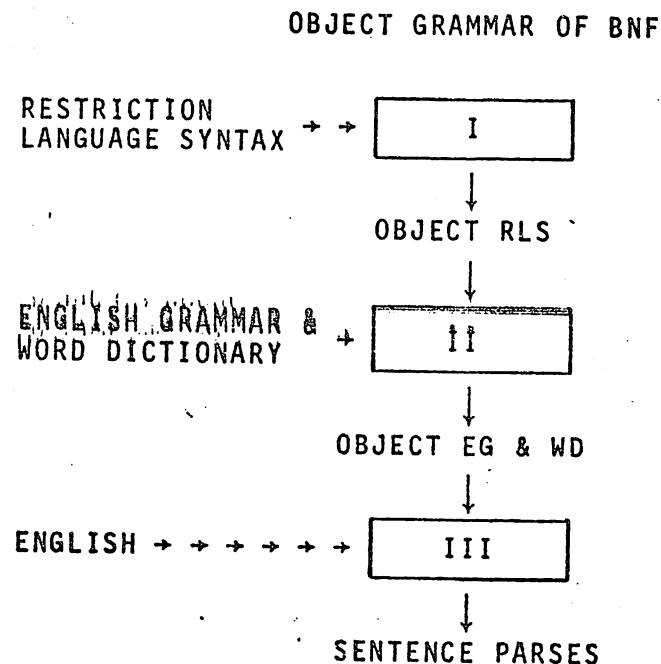 OBJECT GRAMMAR OF BNF
RESTRICTION
LANGUAGE SYNTAX → →
I
OBJECT RLS
ENGLISH GRAMMAR &
WORD DICTIONARY →
II
OBJECT EG & WD
ENGLISH → → → → → →
III
SENTENCE PARSES